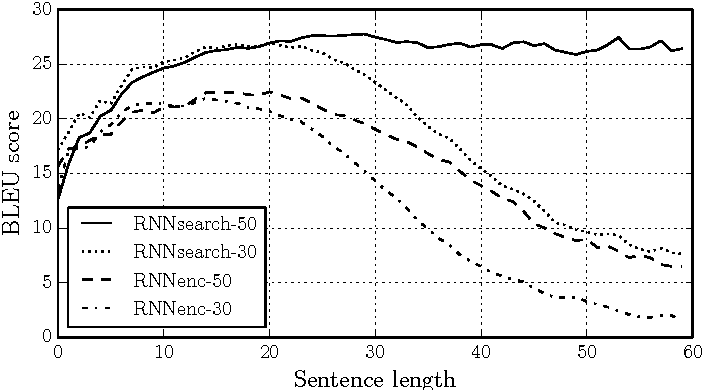 30
25
20
15
10
5
0
BLEU score
RNNsearch-50
RNNsearch-30
RNNenc-50
RNNenc-30
0 10 20 30 40 50 60
Sentence length